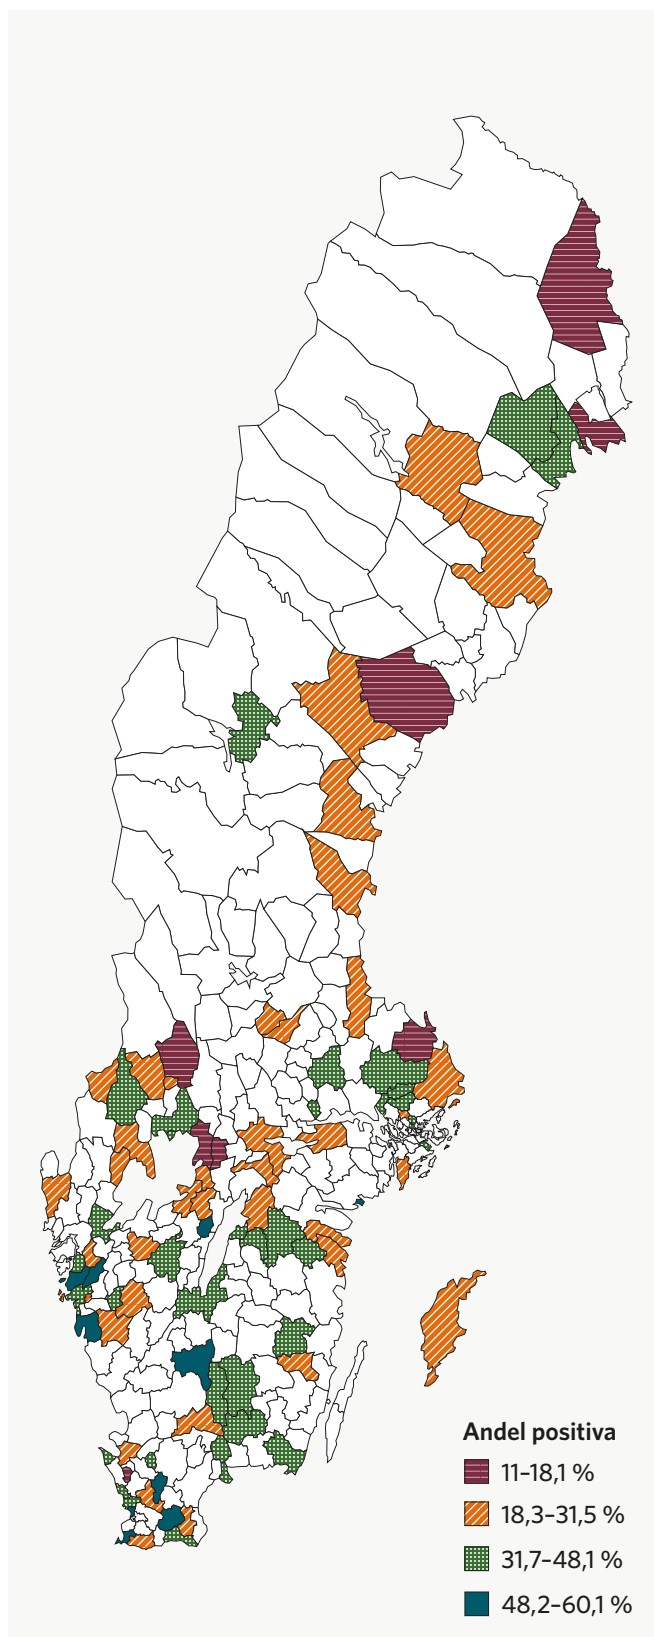 Andel positiva
11–18,1 %
18,3–31,5 %
31,7–48,1 %
48,2–60,1 %